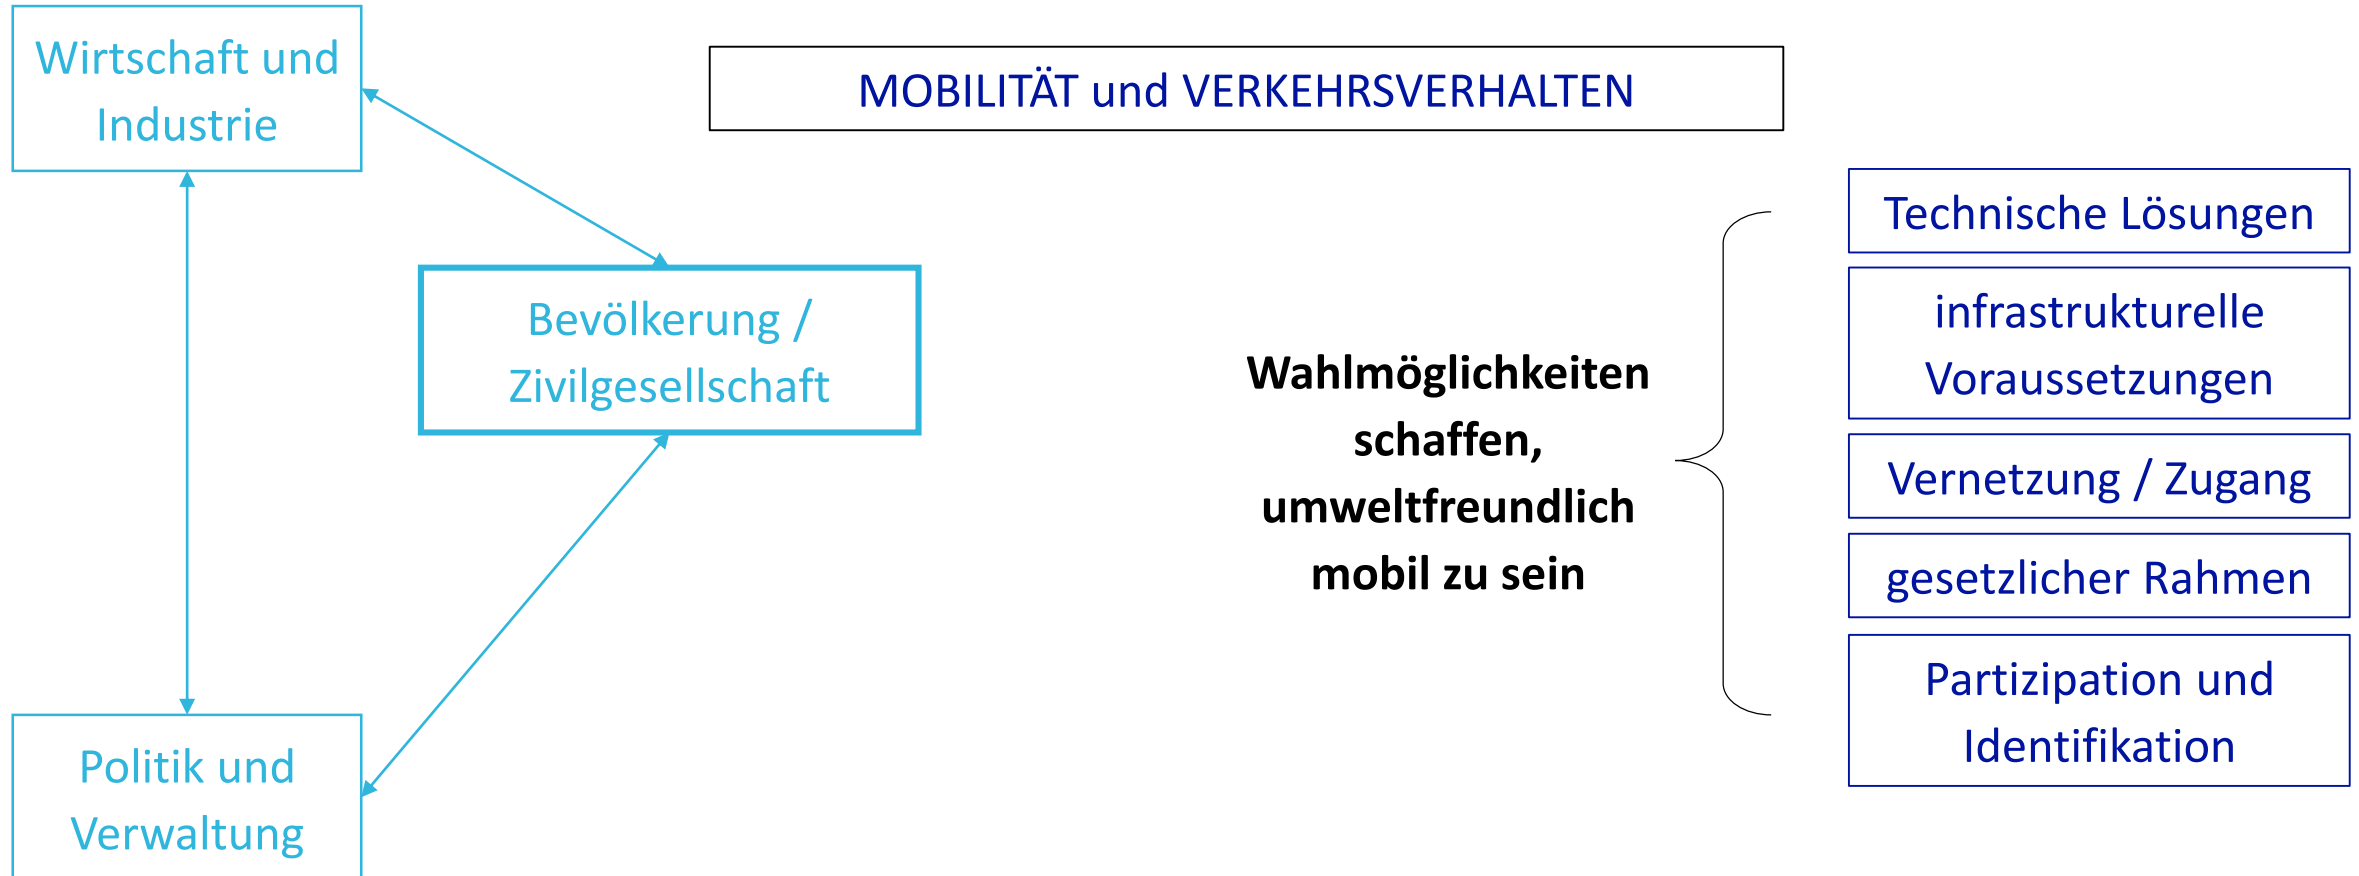 Wirtschaft und
Industrie
MOBILITÄT und VERKEHRSVERHALTEN
Bevölkerung /
Zivilgesellschaft
Politik und
Verwaltung
Wahlmöglichkeiten
schaffen,
umweltfreundlich
mobil zu sein
Technische Lösungen
infrastrukturelle
Voraussetzungen
Vernetzung / Zugang
gesetzlicher Rahmen
Partizipation und
Identifikation